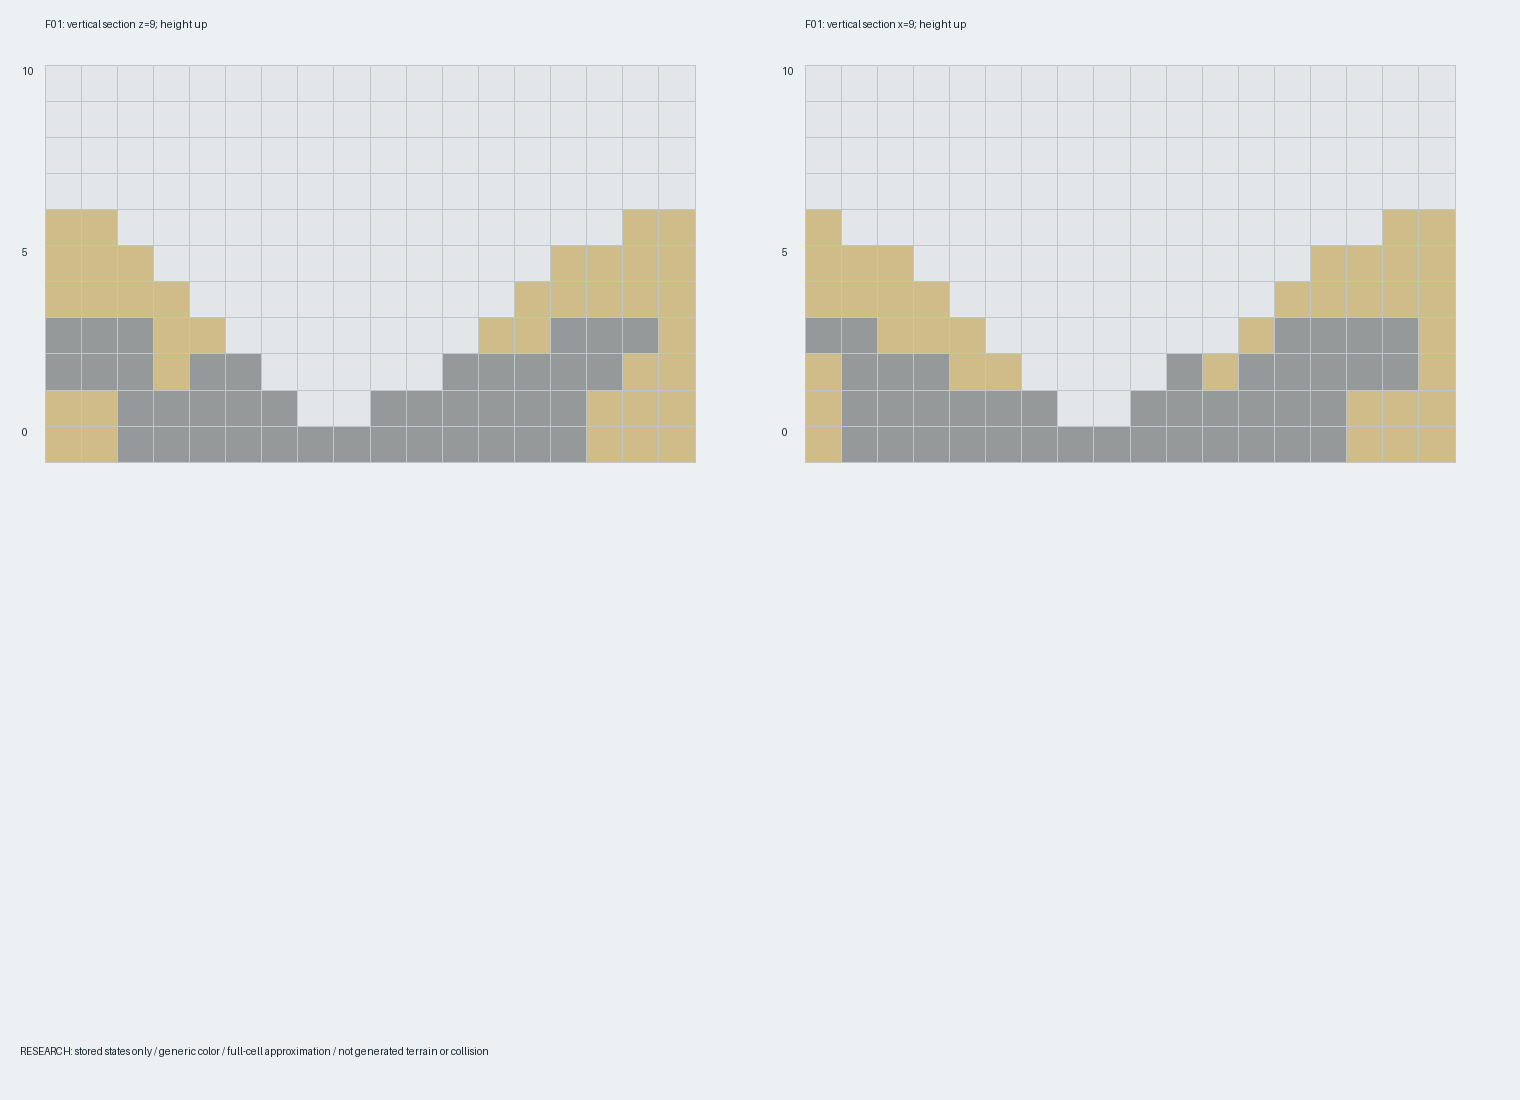 F01: vertical section z=9; height up
F01: vertical section x=9; height up
10
10
5
5
0
0
RESEARCH: stored states only / generic color / full-cell approximation / not generated terrain or collision